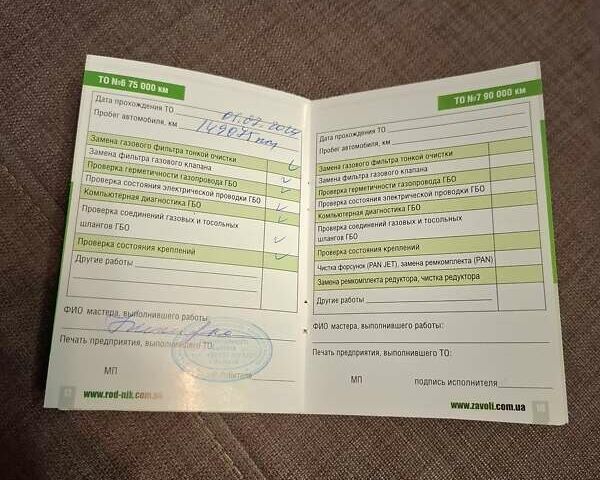 ТО №6 75 000 км
Дата прохождения ТО
Пробег автомобиля, км
Замена газового фильтра тонкой очистки
Замена фильтра газового клапана
Проверка герметичности газопровода ГБО
Проверка состояния электрической проводки ГБО
Компьютерная диагностика ГБО
Проверка соединений газовых и тосольных
шлангов ГБО
Проверка состояния креплений
Другие работы
ФИО мастера, выполнившего работы:
Печать предприятия, выполнившего ТО:
МП
www.rod-nik.com.ua
ТО №7 90 000 км
Дата прохождения ТО
Пробег автомобиля, км
Замена газового фильтра тонкой очистки
Замена фильтра газового клапана
Проверка герметичности газопровода ГБО
Проверка состояния электрической проводки ГБО
Компьютерная диагностика ГБО
Проверка соединений газовых и тосольных
шлангов ГБО
Проверка состояния креплений
Чистка форсунок (PAN JET), замена ремкомплекта (PAN)
Замена ремкомплекта редуктора, чистка редуктора
Другие работы
ФИО мастера, выполнившего работы:
Печать предприятия, выполнившего ТО:
МП подпись исполнителя
www.zavoli.com.ua